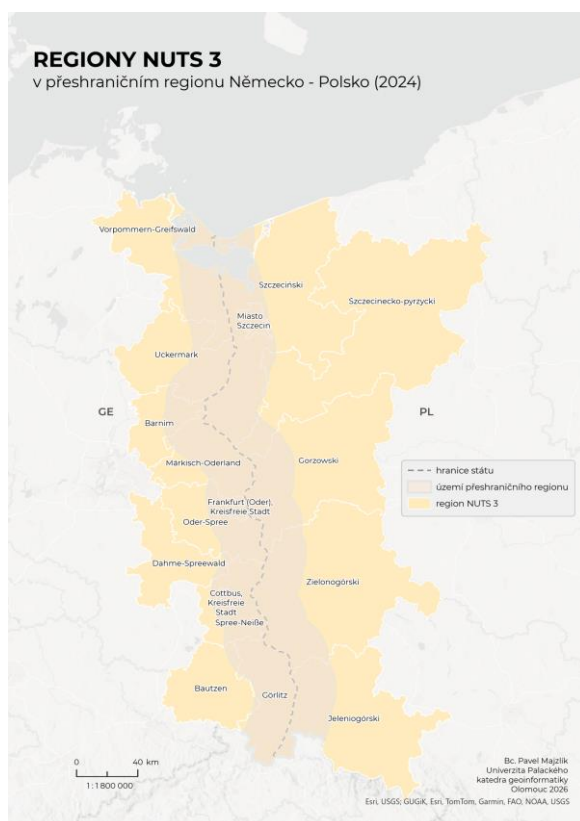 REGIONY NUTS 3
v přeshraničním regionu Německo - Polsko (2024)
Vorpommern-Greifswald
Szczecinski
Szczecinecko-pyrzycki
Miasto
Szczecin
Uckermark
GE
PL
Barnim
Märkisch-Oderland
Gorzowski
hranice státu
území přeshraničního regionu
region NUTS 3
Frankfurt (Oder),
Kreisfreie Stadt
Oder-Spree
Dahme-Spreewald
Zielonogórski
Cottbus,
Kreisfreie
Stadt
Spree-Neiße
Bautzen
Görlitz
Jeleniogórski
0 40 km
1:1 800 000
Bc. Pavel Majzlík
Univerzita Palackého
katedra geoinformatiky
Olomouc 2026
Esri, USGS; GUGiK, Esri, TomTom, Garmin, FAO, NOAA, USGS